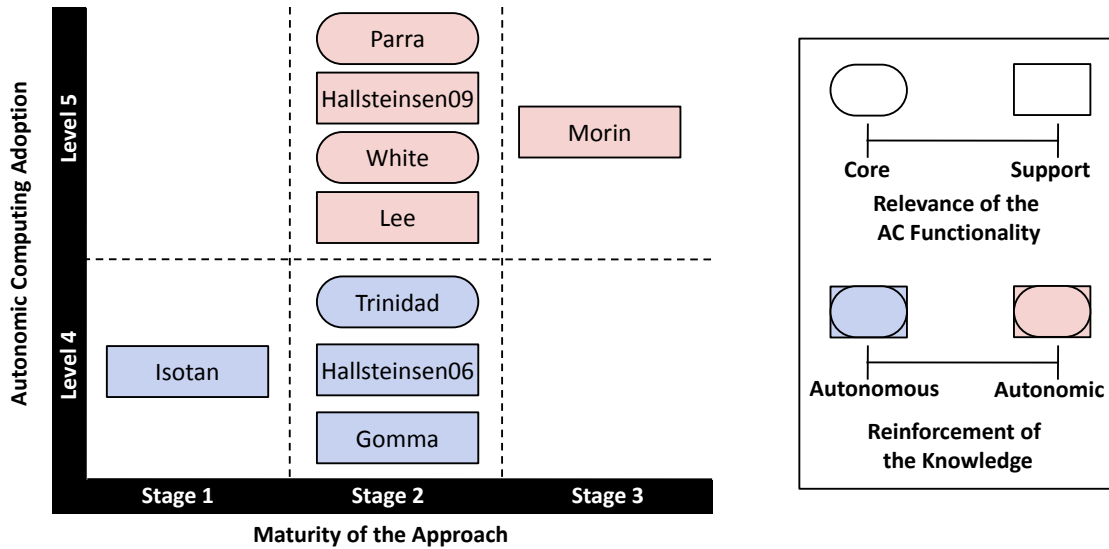 Autonomic Computing Adoption
Level 5
Level 4
Parra
Hallsteinsen09
White
Lee
Morin
Trinidad
Isotan
Hallsteinsen06
Gomma
Stage 1
Stage 2
Stage 3
Maturity of the Approach
Core
Support
Relevance of the
AC Functionality
Autonomous
Autonomic
Reinforcement of
the Knowledge